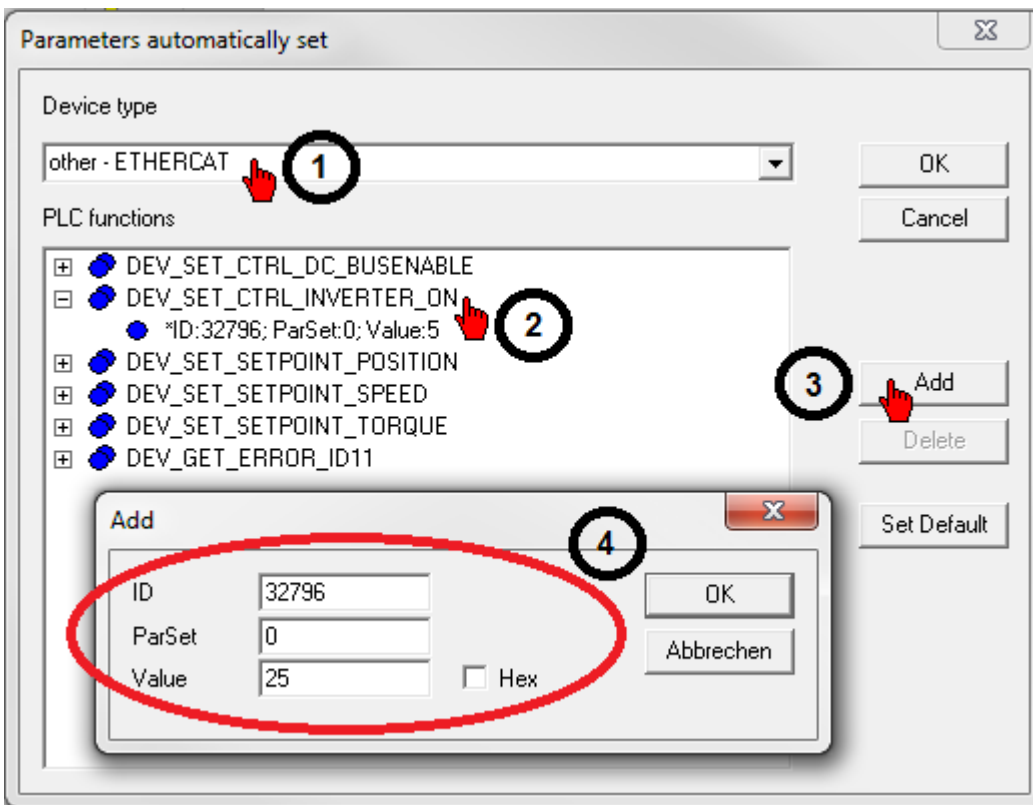 Parameters automatically set
Device type
other - ETHERCAT
1
OK
PLC functions
Cancel
DEV_SET_CTRL_DC_BUSENABLE
DEV_SET_CTRL_INVERTER_ON
*ID:32796; ParSet:0; Value:5
2
DEV_SET_SETPOINT_POSITION
DEV_SET_SETPOINT_SPEED
3
Add
DEV_SET_SETPOINT_TORQUE
Delete
DEV_GET_ERROR_ID11
Add
4
Set Default
ID 32796
OK
ParSet 0
Abbrechen
Value 25 Hex